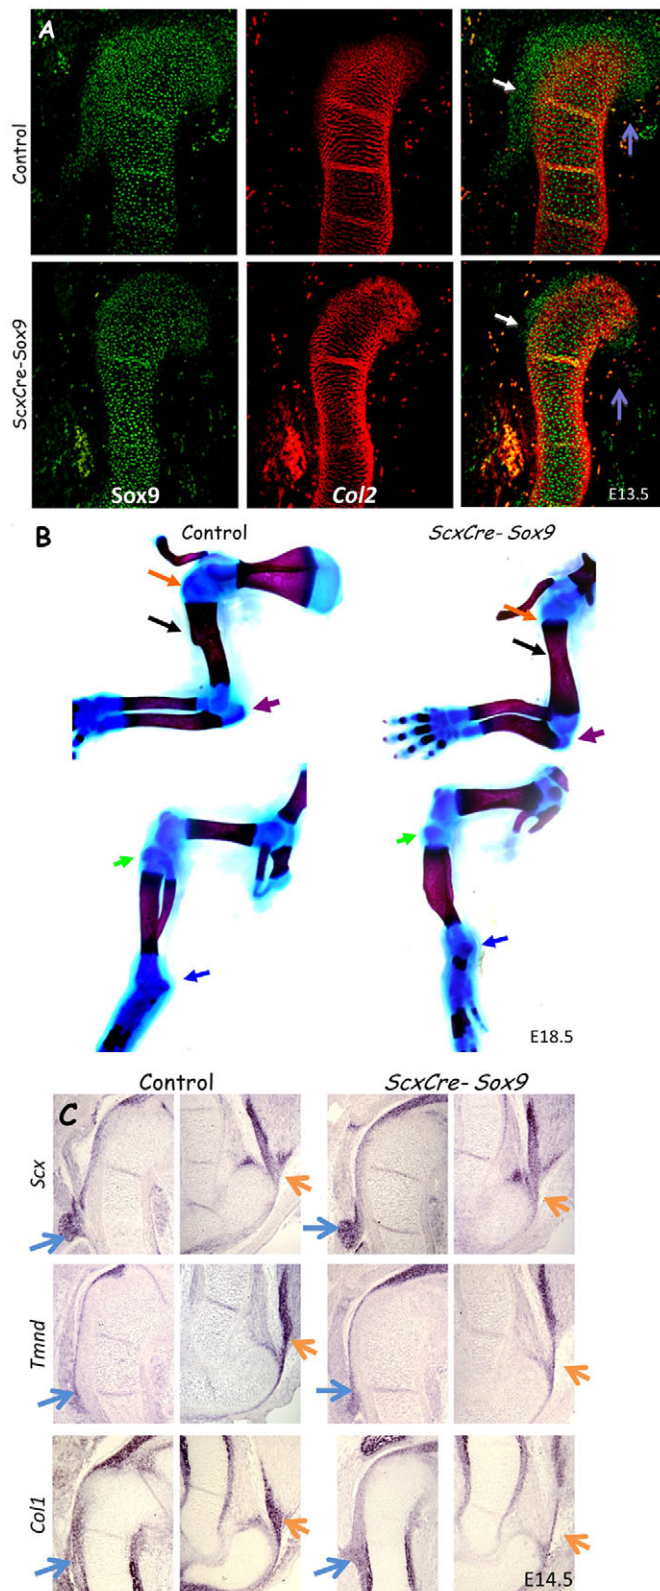 A
Control
ScxCre-Sox9
Sox9
Col2
E13.5
B
Control
ScxCre- Sox9
E18.5
C
Control
ScxCre- Sox9
Scx
Tmnd
Col1
E14.5